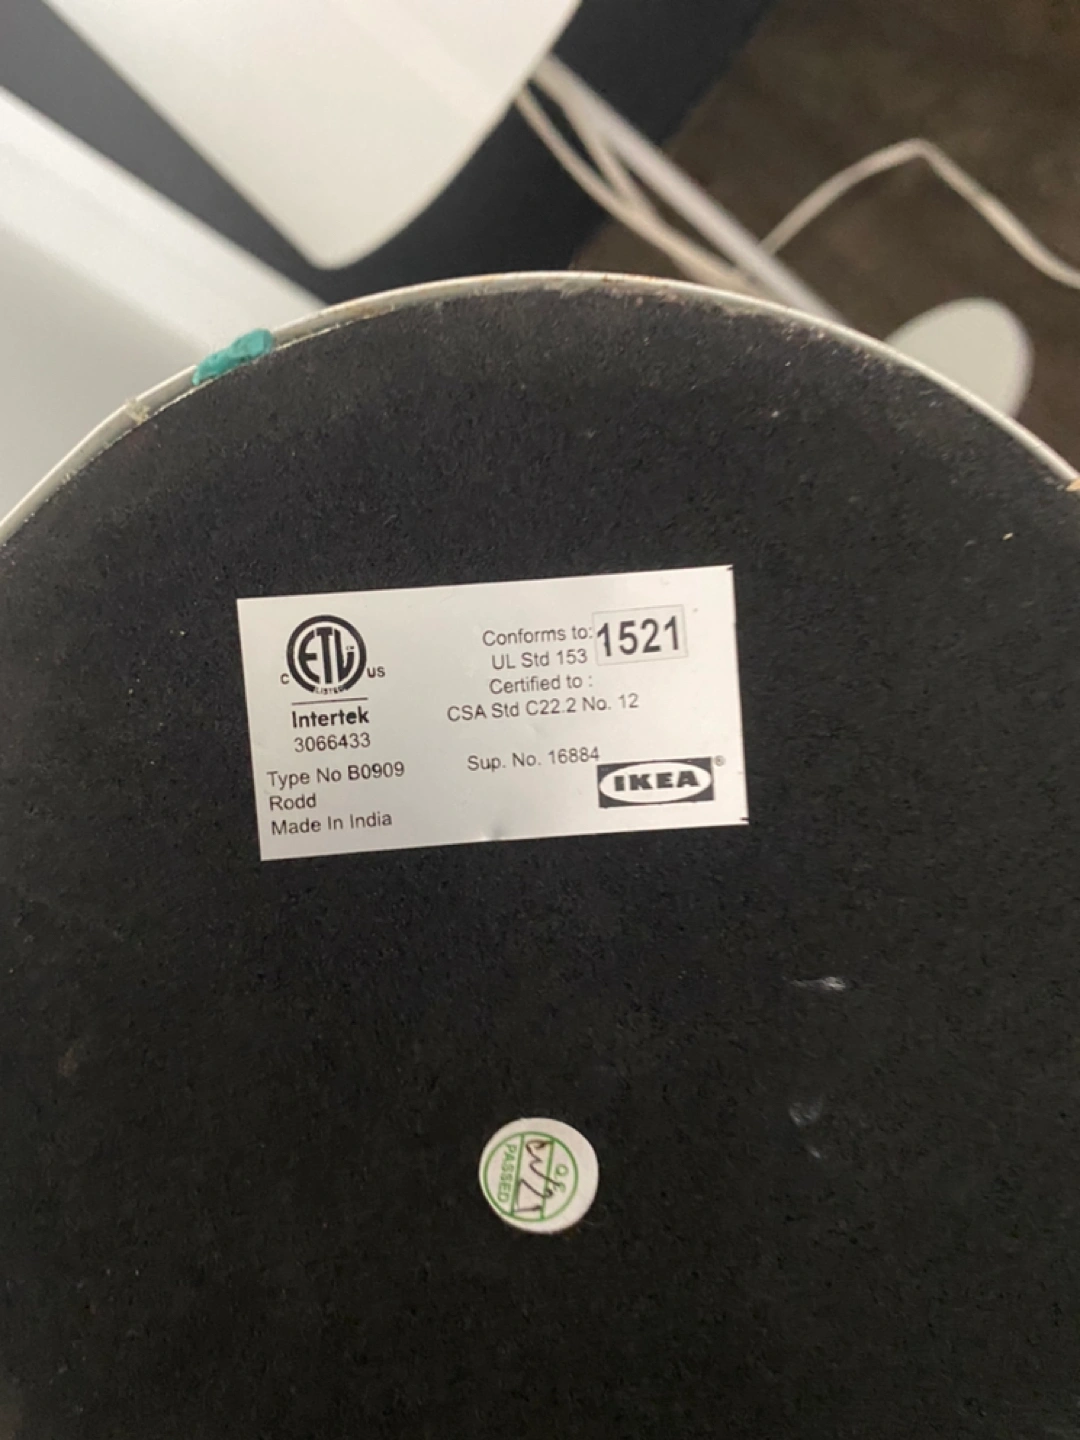 ETL
LISTED
C US
Intertek
3066433
Type No B0909
Rodd
Made In India
Conforms to:
UL Std 153
1521
Certified to :
CSA Std C22.2 No. 12
Sup. No. 16884
IKEA®
PASSED